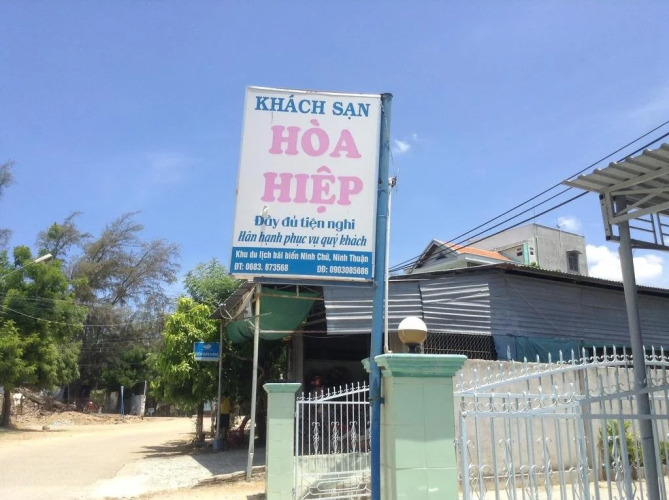 KHÁCH SẠN
HÒA
HIỆP
Đầy đủ tiện nghi
Hân hạnh phục vụ quý khách
Khu du lịch bãi biển Ninh Chử, Ninh Thuận
ĐT: 0683. 873568 DĐ: 0903085686